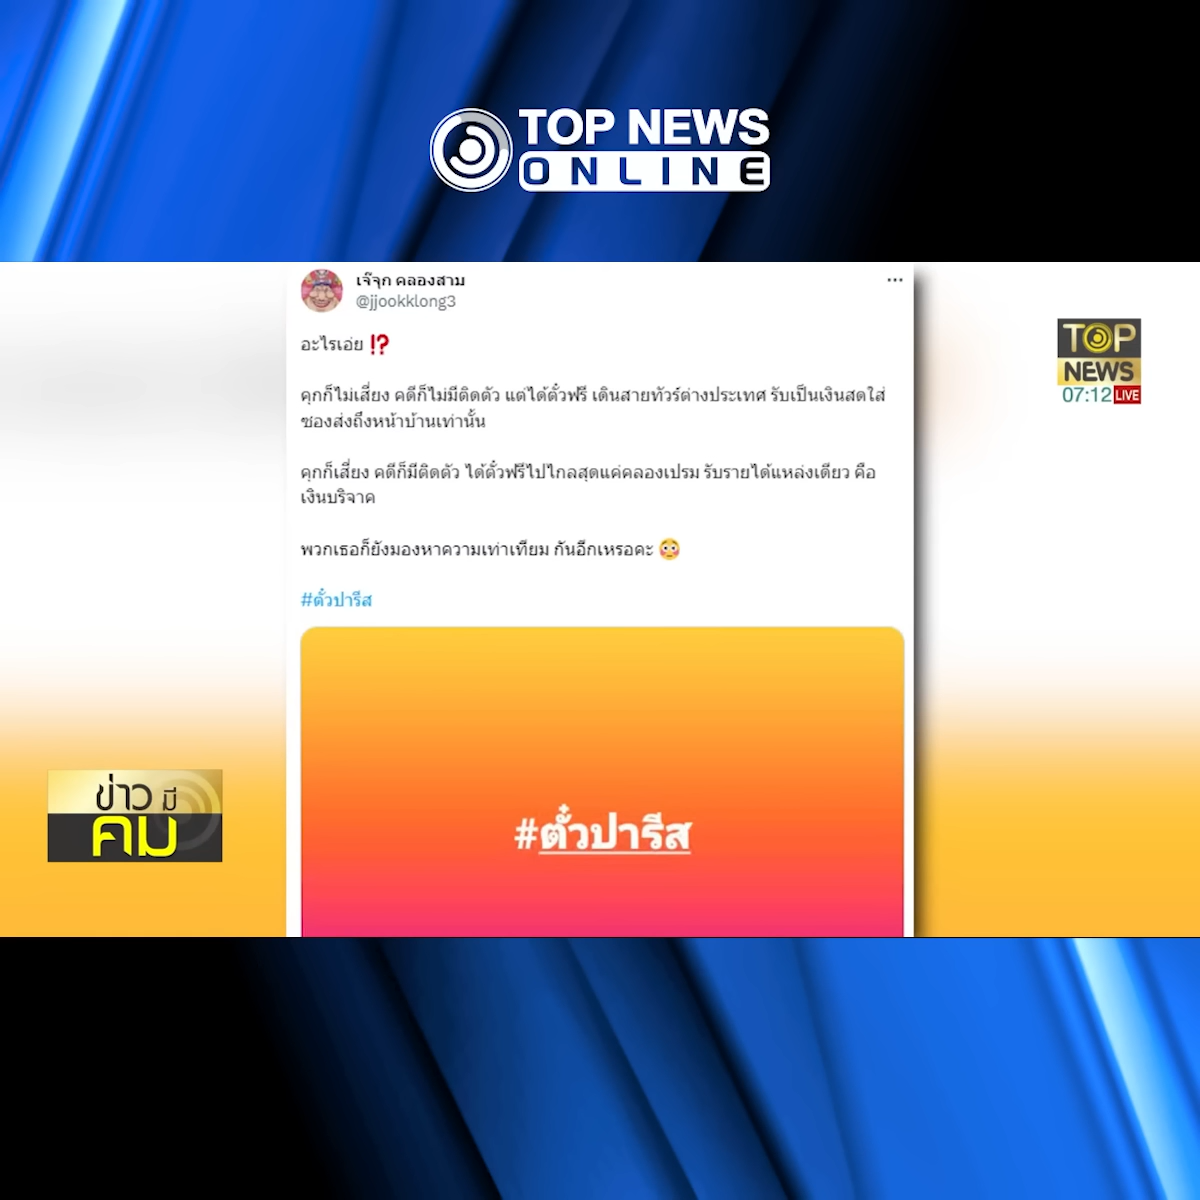 TOP NEWS
ONLINE
เจ๊จุก คลองสาม
@jjookklong3
อะไรเอ่ย ⁉
คุกก็ไม่เสี่ยง คดีก็ไม่มีติดตัว แต่ได้ตั๋วฟรี เดินสายทัวร์ต่างประเทศ รับเป็นเงินสดใส่
ซองส่งถึงหน้าบ้านเท่านั้น
คุกก็เสี่ยง คดีก็มีติดตัว ได้ตั๋วฟรีไปไกลสุดแค่คลองเปรม รับรายได้แหล่งเดียว คือ
เงินบริจาค
พวกเธอก็ยังมองหาความเท่าเทียม กันอีกเหรอคะ 😳
#ตั๋วปารีส
#ตั๋วปารีส
TOP
NEWS
07:12 LIVE
ข่าวมี
คม